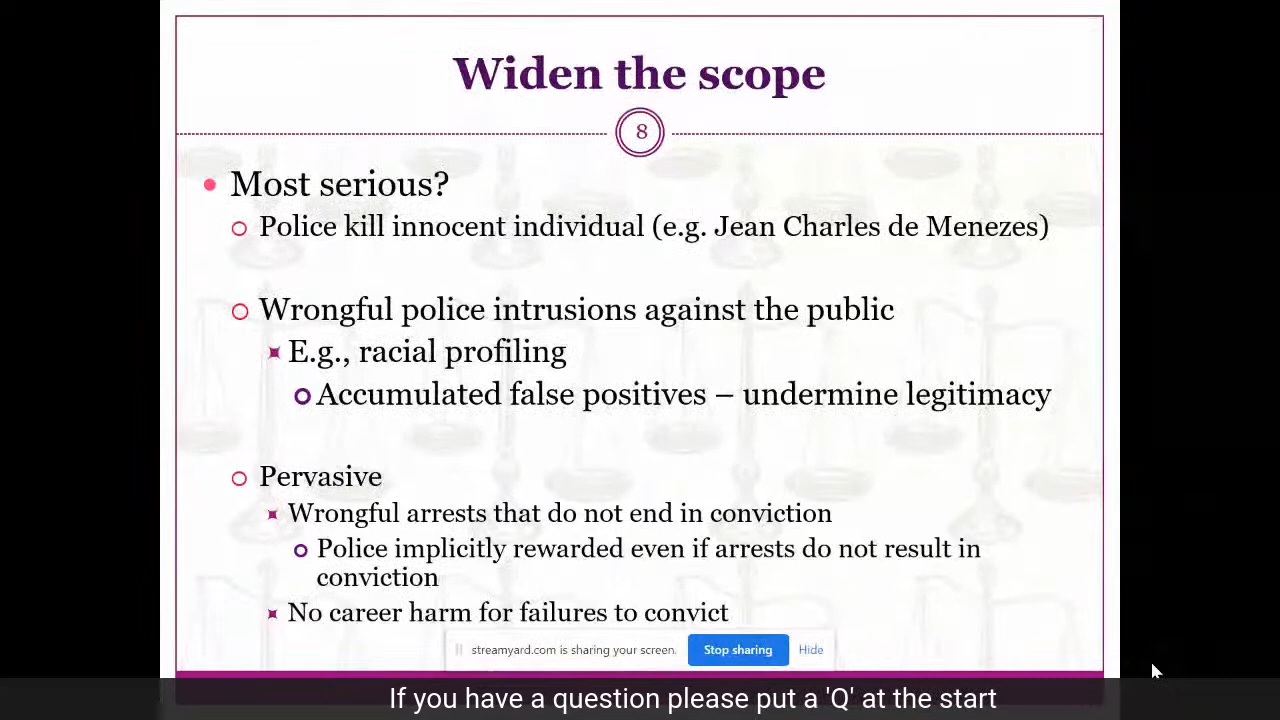 Widen the scope
8
Most serious?
Police kill innocent individual (e.g. Jean Charles de Menezes)
Wrongful police intrusions against the public
E.g., racial profiling
Accumulated false positives – undermine legitimacy
Pervasive
Wrongful arrests that do not end in conviction
Police implicitly rewarded even if arrests do not result in
conviction
No career harm for failures to convict
streamyard.com is sharing your screen.
Stop sharing
Hide
If you have a question please put a 'Q' at the start